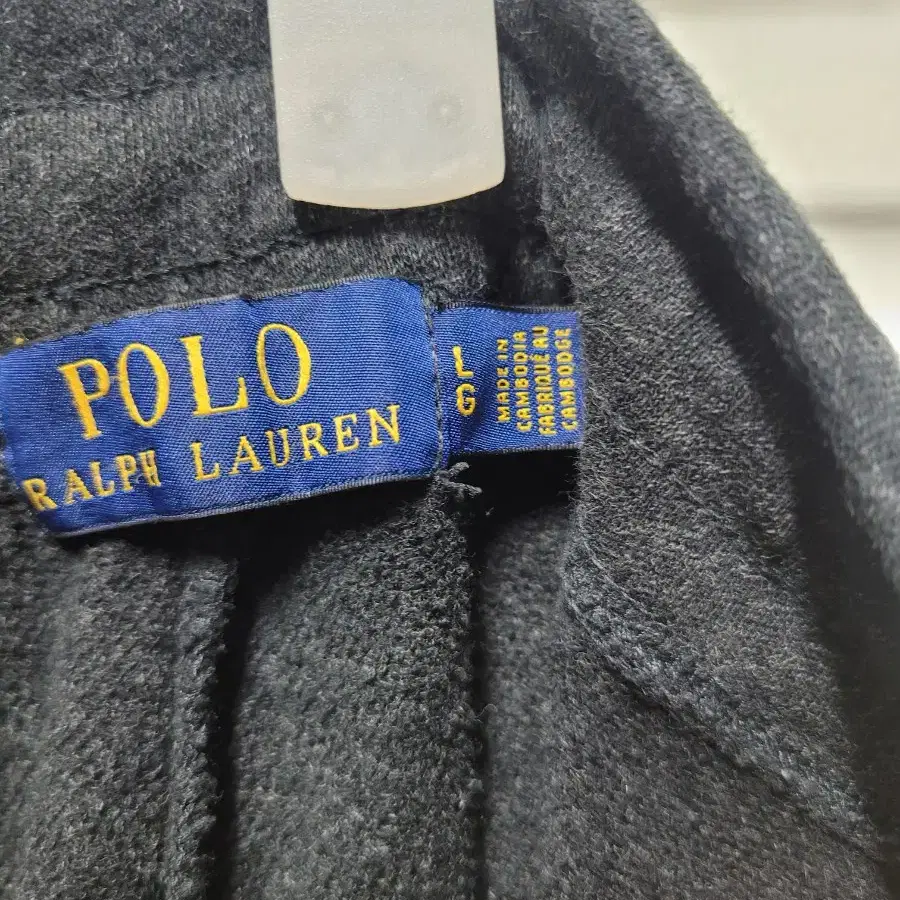 POLO
RALPH LAUREN
L
G
MADE IN
CAMBODIA
FABRIQUÉ AU
CAMBODGE